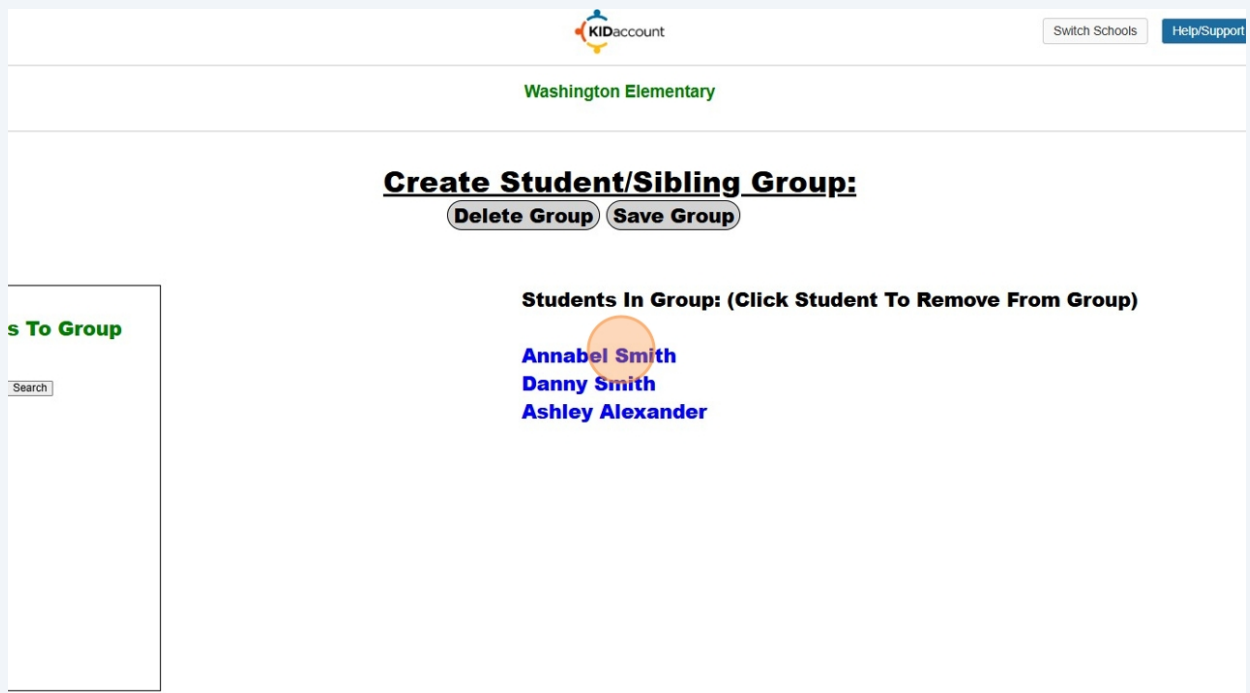 KIDaccount
Switch Schools
Help/Support
Washington Elementary
Create Student/Sibling Group:
Delete Group Save Group
s To Group
Search
Students In Group: (Click Student To Remove From Group)
Annabel Smith
Danny Smith
Ashley Alexander